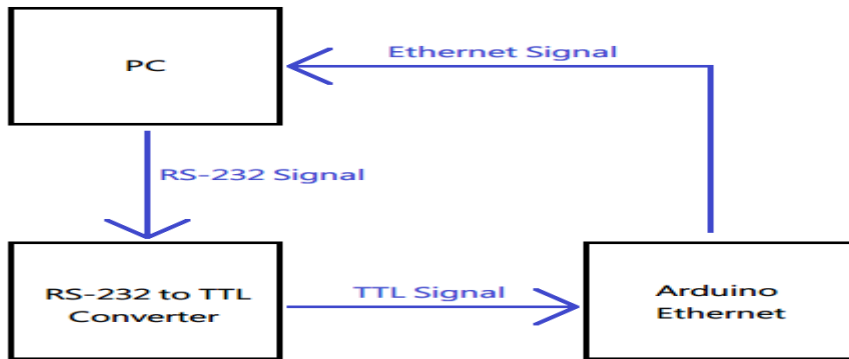 Ethernet Signal
PC
RS-232 Signal
RS-232 to TTL
Converter
TTL Signal
Arduino
Ethernet